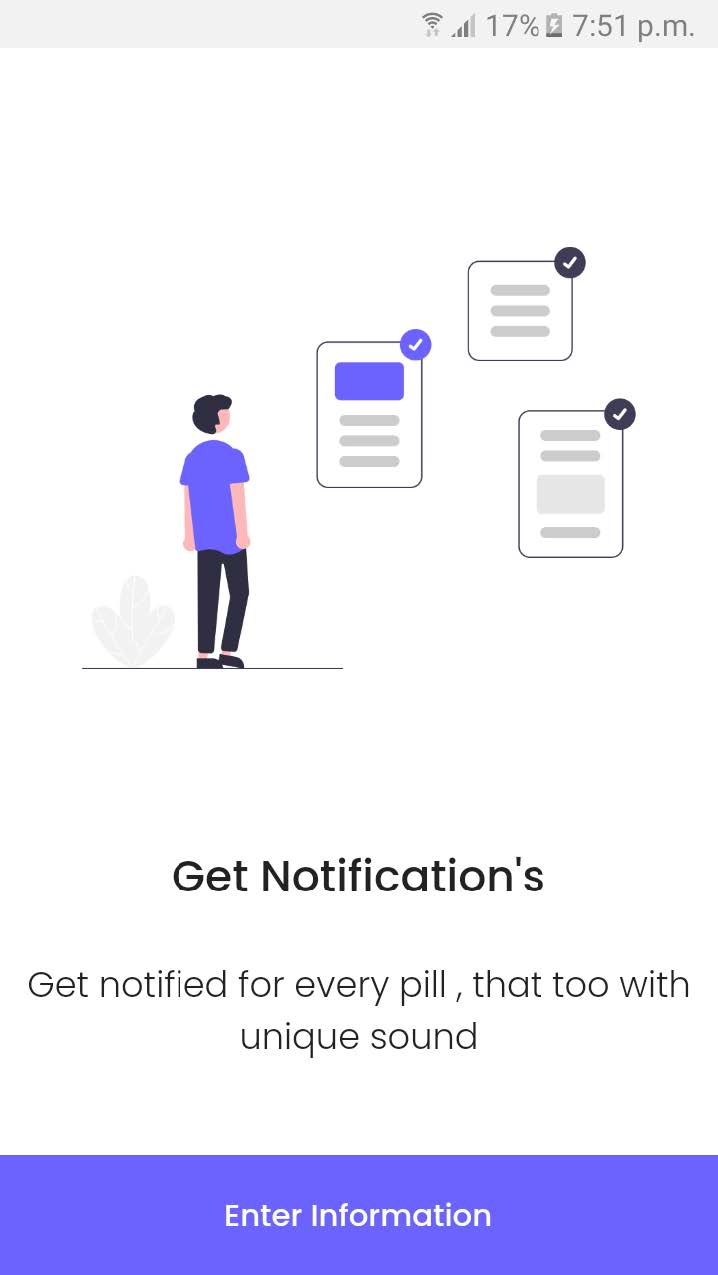 17% 7:51 p.m.
Get Notification's
Get notified for every pill , that too with
unique sound
Enter Information